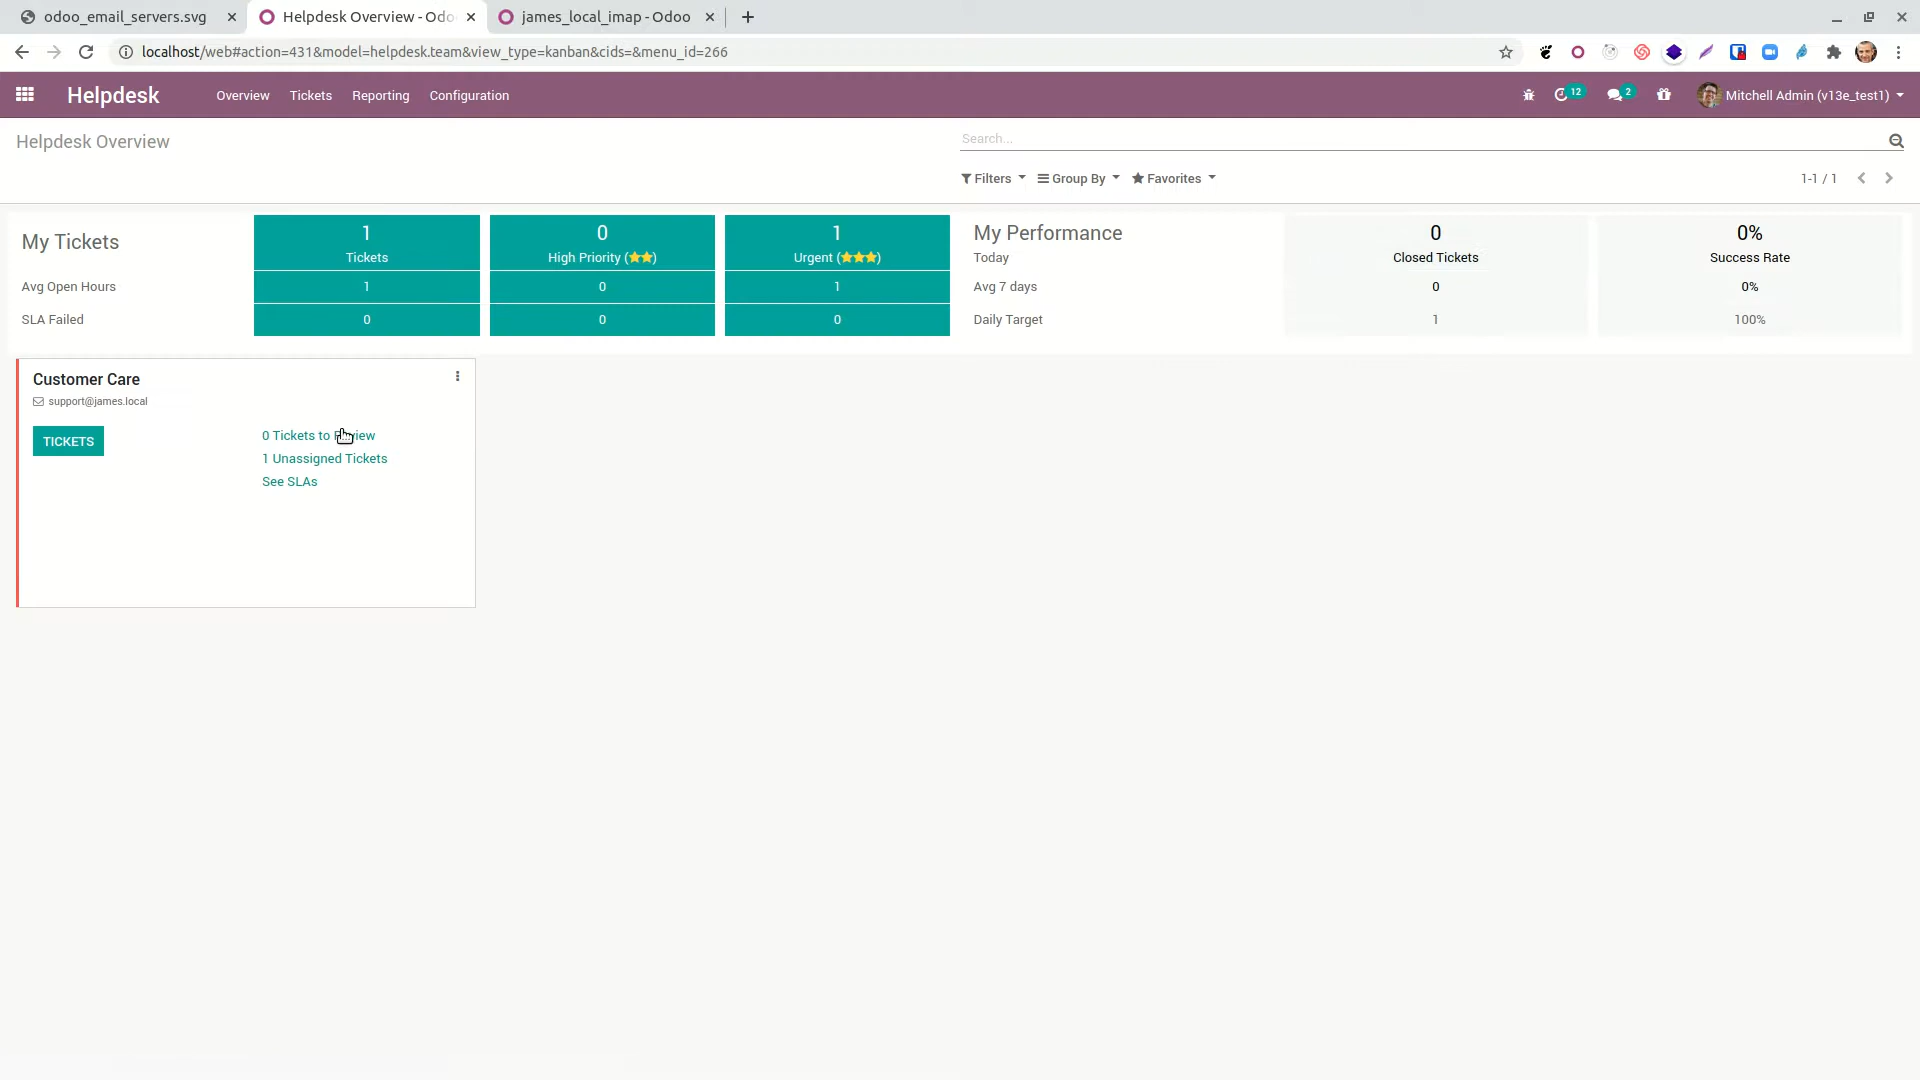 odoo_email_servers.svg
Helpdesk Overview - Odo
james_local_imap - Odoo
localhost/web#action=431&model=helpdesk.team&view_type=kanban&cids=&menu_id=266
Helpdesk
Overview
Tickets
Reporting
Configuration
12
2
Mitchell Admin (v13e_test1)
Helpdesk Overview
Search...
Filters
Group By
Favorites
1-1 / 1
My Tickets
1
Tickets
0
High Priority (★★)
1
Urgent (★★★)
Avg Open Hours
1
0
1
SLA Failed
0
0
0
My Performance
Today
0
Closed Tickets
0%
Success Rate
Avg 7 days
0
0%
Daily Target
1
100%
Customer Care
support@james.local
TICKETS
0 Tickets to
1 Unassigned Tickets
See SLAs